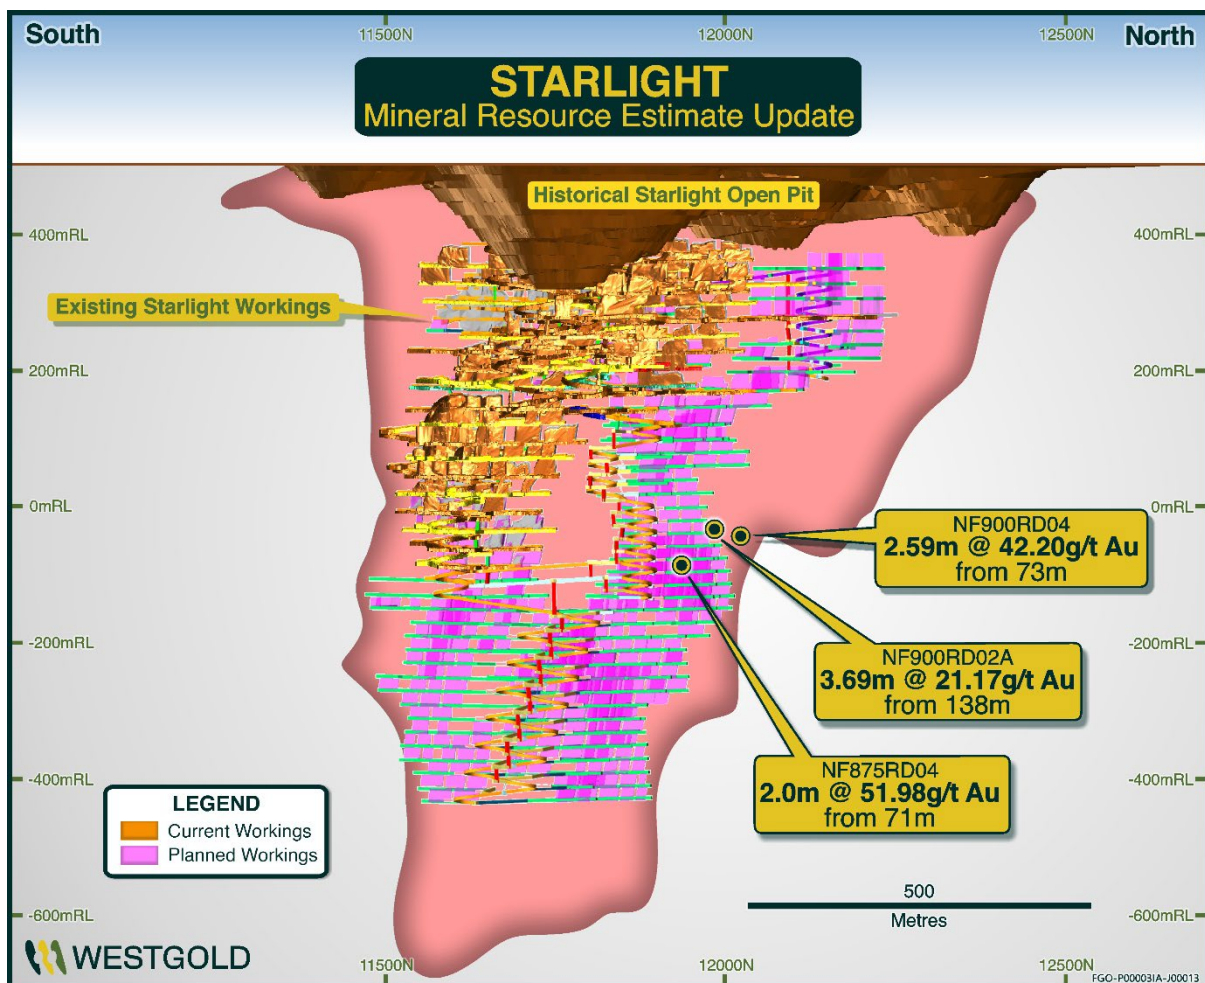 South
11500N
12000N
12500N
North
STARLIGHT
Mineral Resource Estimate Update
Historical Starlight Open Pit
400mRL
400mRL
Existing Starlight Workings
200mRL
200mRL
0mRL
0mRL
NF900RD04
2.59m @ 42.20g/t Au
from 73m
-200mRL
-200mRL
NF900RD02A
3.69m @ 21.17g/t Au
from 138m
NF875RD04
2.0m @ 51.98g/t Au
from 71m
-400mRL
-400mRL
LEGEND
Current Workings
Planned Workings
500
Metres
-600mRL
-600mRL
WESTGOLD
11500N
12000N
12500N
FGO-P00003IA-J00013